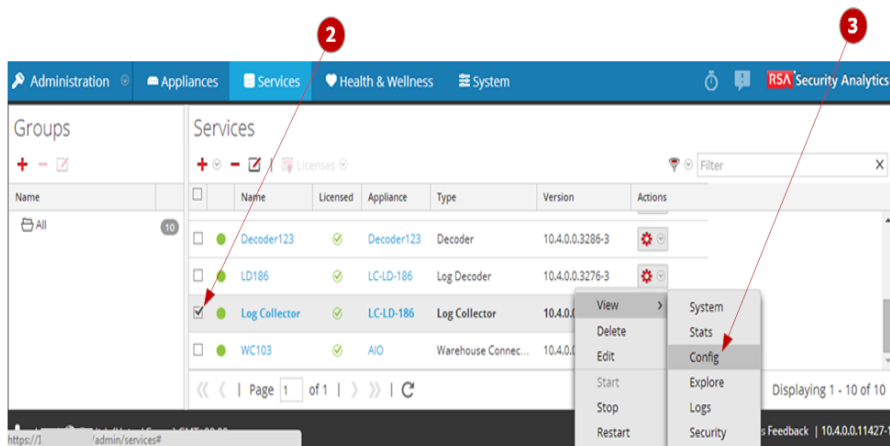 2
3
Administration
Appliances
Services
Health & Wellness
System
RSA Security Analytics
Groups
Services
Licenses
Filter
X
Name
Name Licensed Appliance Type Version Actions
All 10
Decoder123 Decoder123 Decoder 10.4.0.0.3286-3
LD186 LC-LD-186 Log Decoder 10.4.0.0.3276-3
Log Collector LC-LD-186 Log Collector 10.4.0
WC103 AIO Warehouse Connec... 10.4.0.0
View
Delete
Edit
Start
Stop
Restart
System
Stats
Config
Explore
Logs
Security
Page 1 of 1
Displaying 1 - 10 of 10
https://1 /admin/services#
s Feedback | 10.4.0.0.11427-1